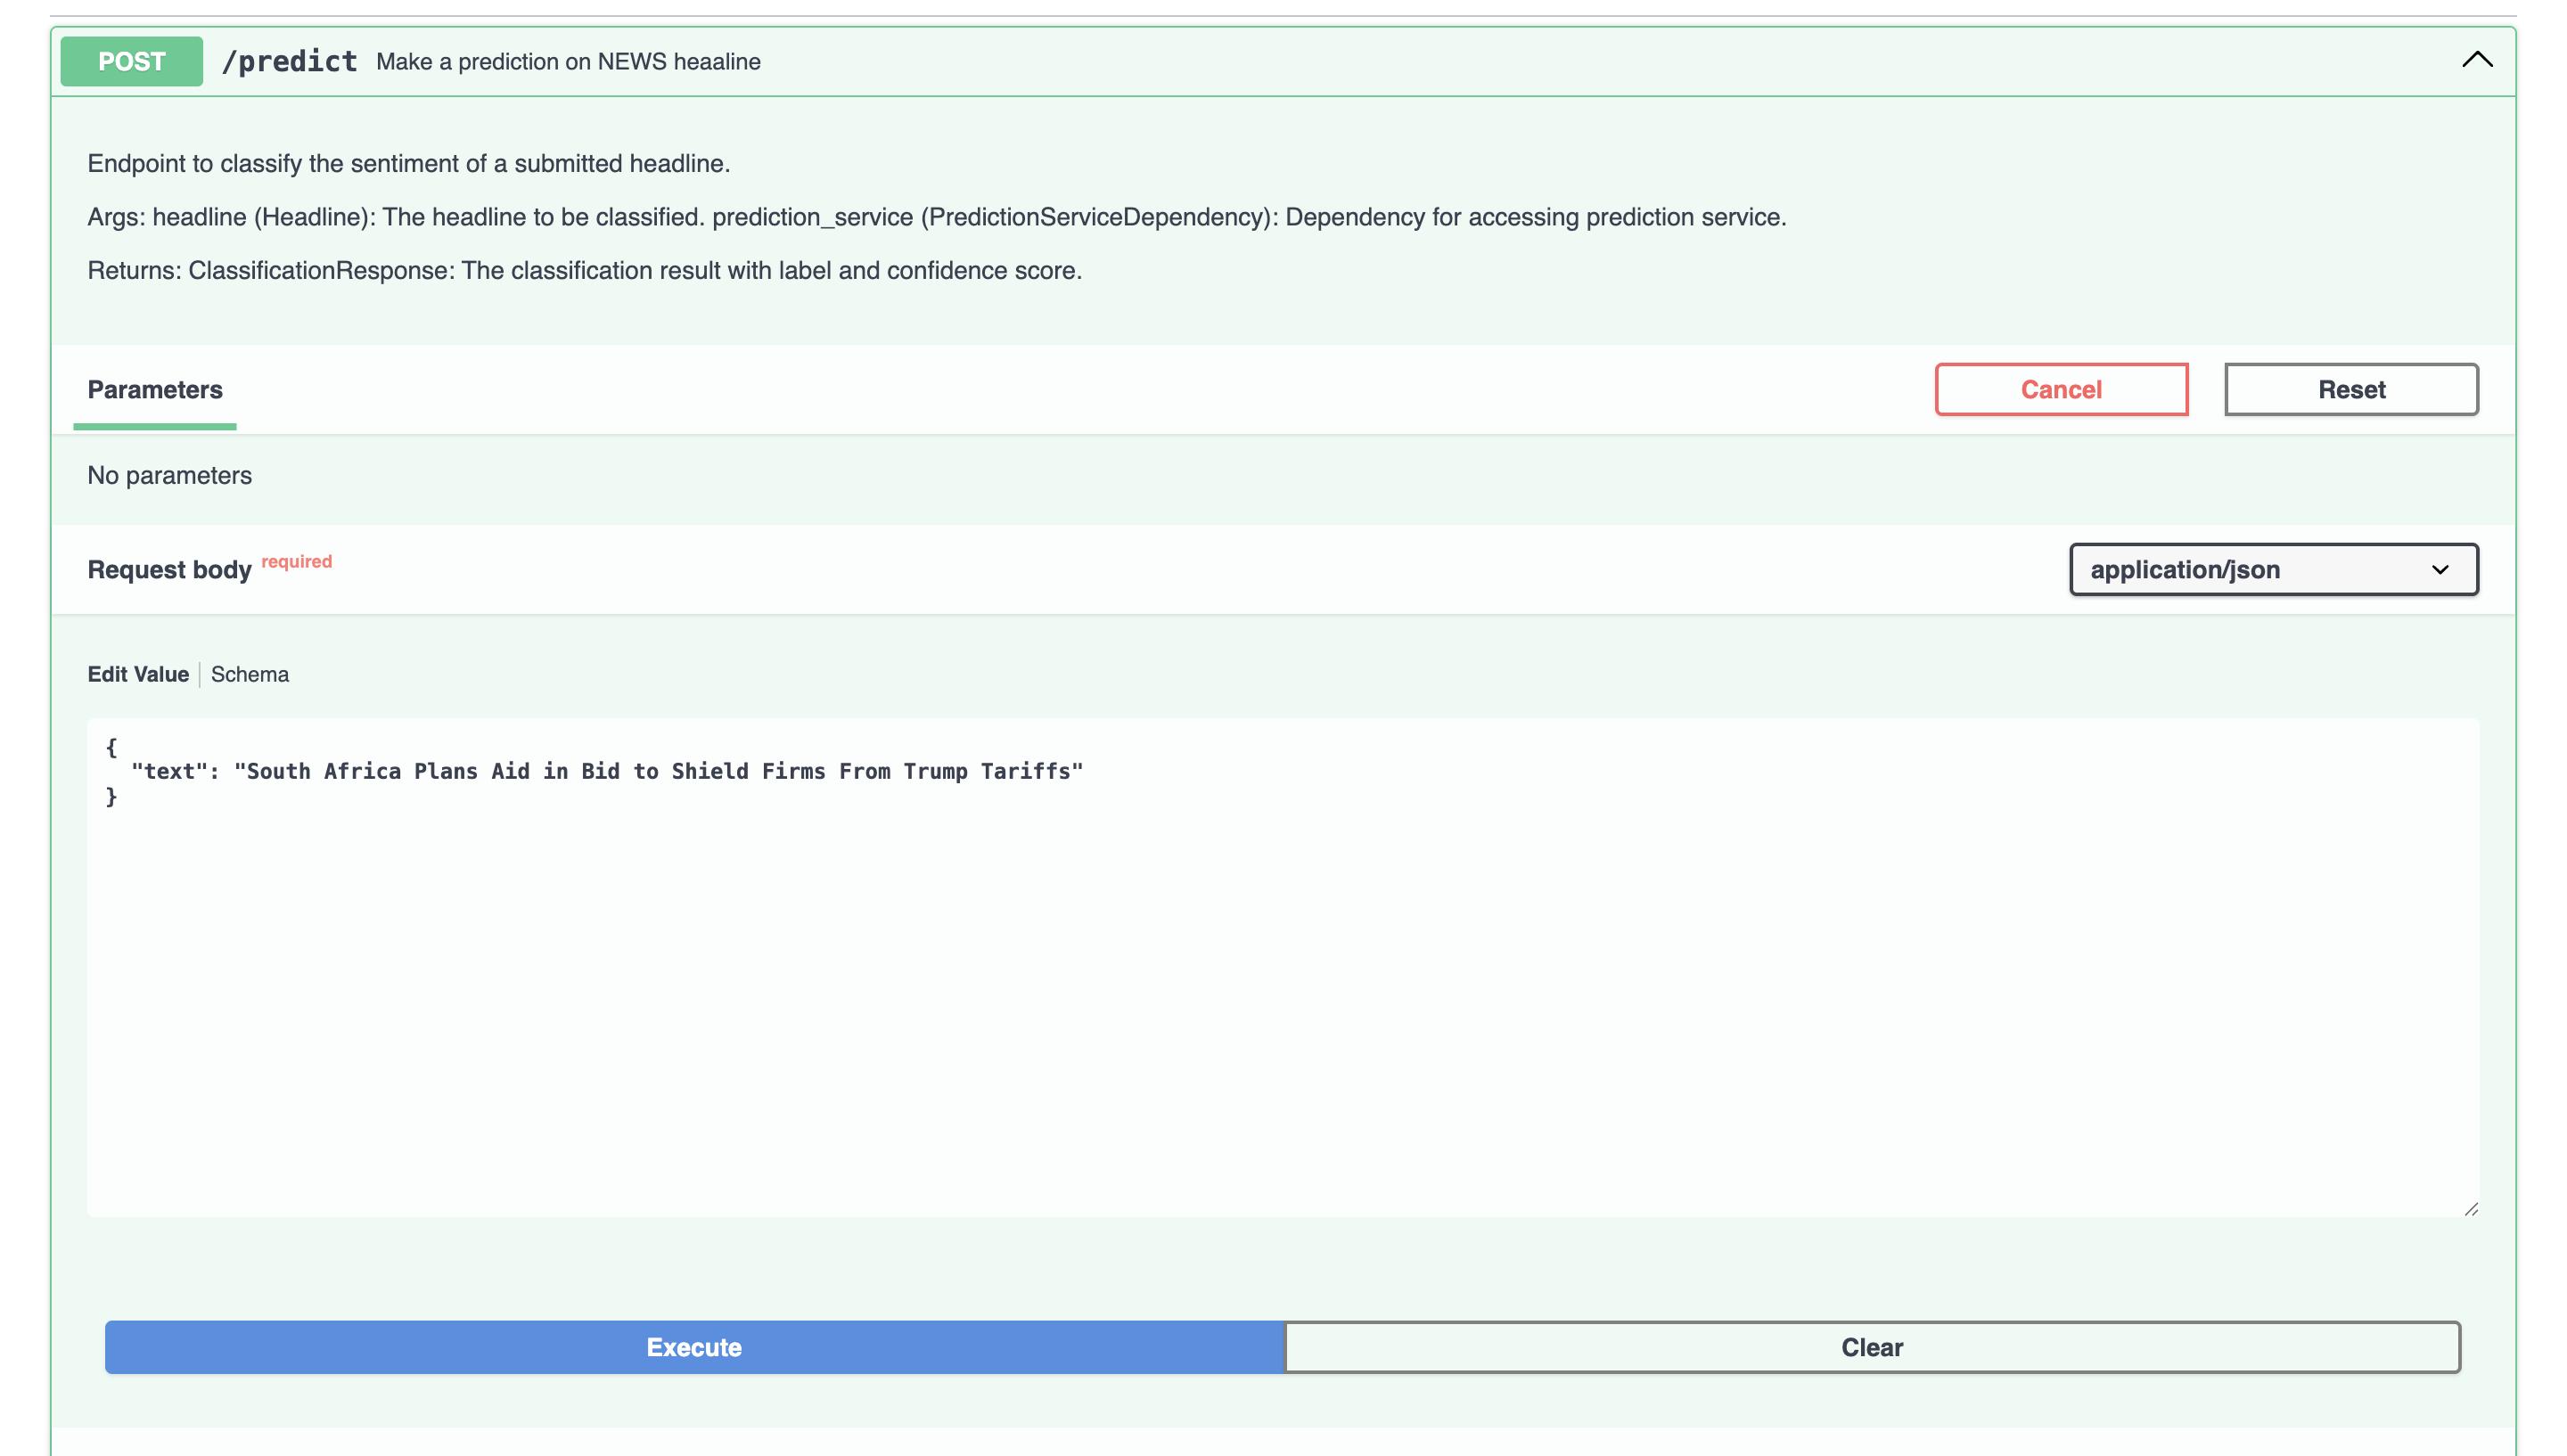 POST /predict Make a prediction on NEWS heaaline
Endpoint to classify the sentiment of a submitted headline.
Args: headline (Headline): The headline to be classified. prediction_service (PredictionServiceDependency): Dependency for accessing prediction service.
Returns: ClassificationResponse: The classification result with label and confidence score.
Parameters Cancel Reset
No parameters
Request body required application/json
Edit Value Schema
{
"text": "South Africa Plans Aid in Bid to Shield Firms From Trump Tariffs"
}
Execute Clear